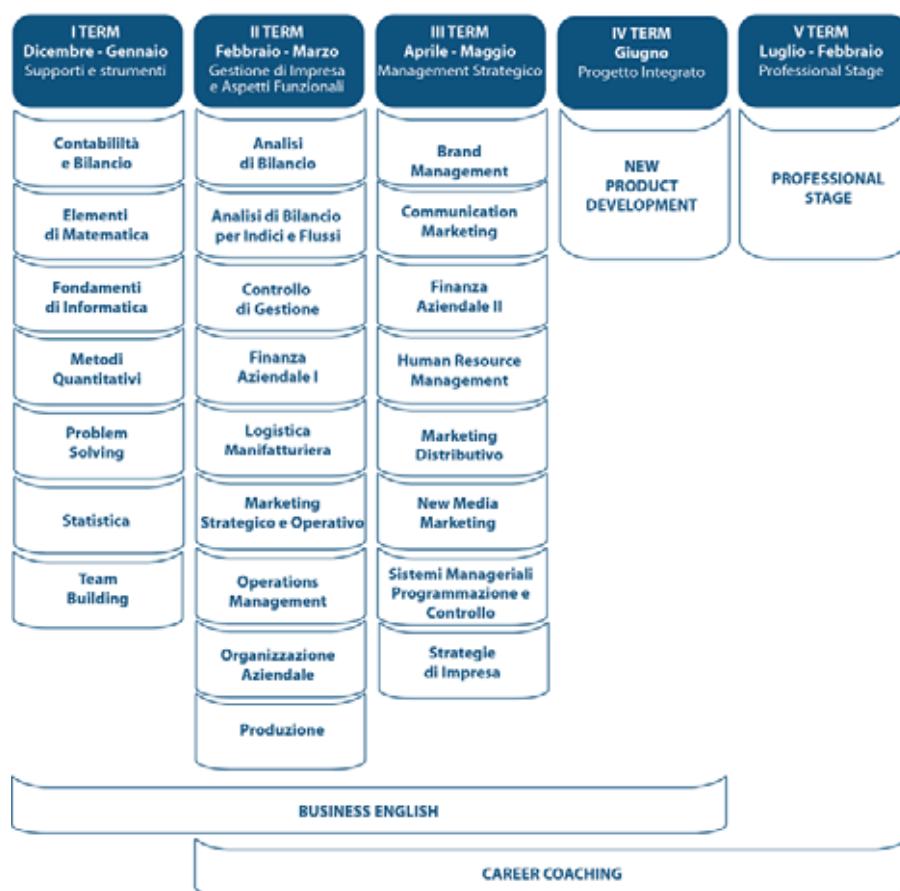 I TERM
Dicembre - Gennaio
Supporti e strumenti
Contabililtà
e Bilancio
Elementi
di Matematica
Fondamenti
di Informatica
Metodi
Quantitativi
Problem
Solving
Statistica
Team
Building
II TERM
Febbraio - Marzo
Gestione di Impresa
e Aspetti Funzionali
Analisi
di Bilancio
Analisi di Bilancio
per Indici e Flussi
Controllo
di Gestione
Finanza
Aziendale I
Logistica
Manifatturiera
Marketing
Strategico e Operativo
Operations
Management
Organizzazione
Aziendale
Produzione
III TERM
Aprile - Maggio
Management Strategico
Brand
Management
Communication
Marketing
Finanza
Aziendale II
Human Resource
Management
Marketing
Distributivo
New Media
Marketing
Sistemi Manageriali
Programmazione e
Controllo
Strategie
di Impresa
IV TERM
Giugno
Progetto Integrato
NEW
PRODUCT
DEVELOPMENT
V TERM
Luglio - Febbraio
Professional Stage
PROFESSIONAL
STAGE
BUSINESS ENGLISH
CAREER COACHING